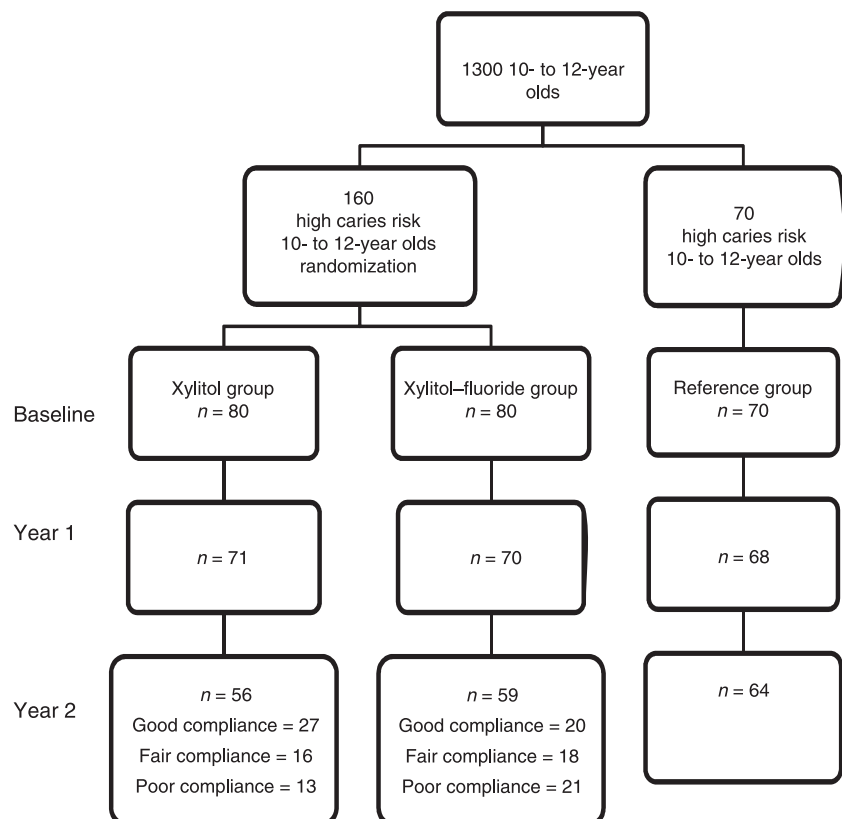 1300 10- to 12-year
olds
160
high caries risk
10- to 12-year olds
randomization
70
high caries risk
10- to 12-year olds
Baseline
Xylitol group
n = 80
Xylitol–fluoride group
n = 80
Reference group
n = 70
Year 1
n = 71
n = 70
n = 68
Year 2
n = 56
Good compliance = 27
Fair compliance = 16
Poor compliance = 13
n = 59
Good compliance = 20
Fair compliance = 18
Poor compliance = 21
n = 64